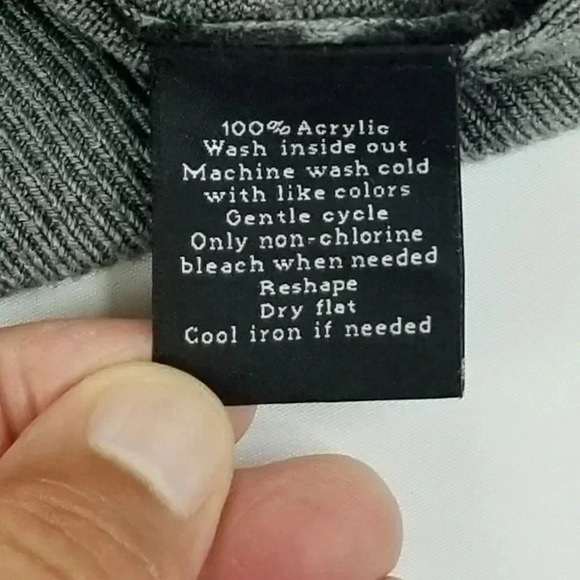 100% Acrylic
Wash inside out
Machine wash cold
with like colors
Gentle cycle
Only non-chlorine
bleach when needed
Reshape
Dry flat
Cool iron if needed